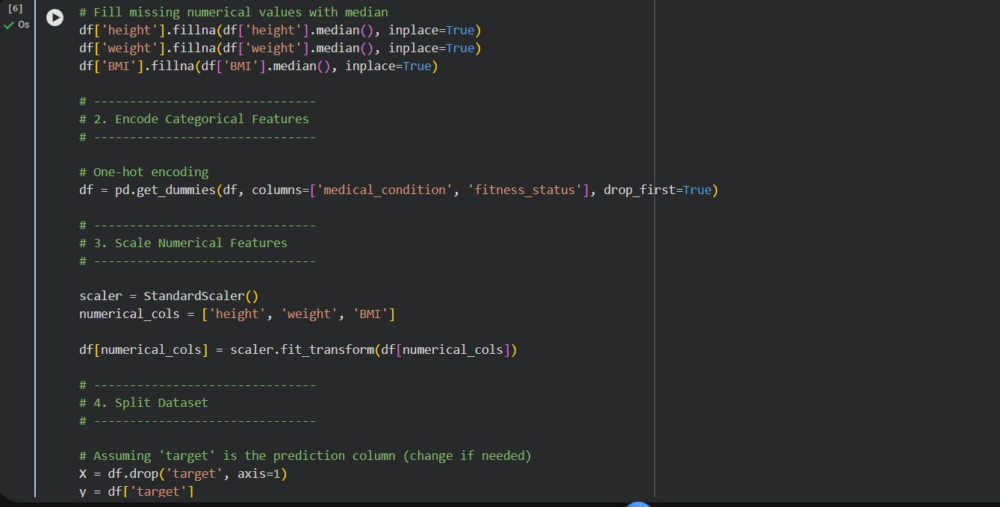 [6]
0s
# Fill missing numerical values with median
df['height'].fillna(df['height'].median(), inplace=True)
df['weight'].fillna(df['weight'].median(), inplace=True)
df['BMI'].fillna(df['BMI'].median(), inplace=True)
# -------------------------------
# 2. Encode Categorical Features
# -------------------------------
# One-hot encoding
df = pd.get_dummies(df, columns=['medical_condition', 'fitness_status'], drop_first=True)
# -------------------------------
# 3. Scale Numerical Features
# -------------------------------
scaler = StandardScaler()
numerical_cols = ['height', 'weight', 'BMI']
df[numerical_cols] = scaler.fit_transform(df[numerical_cols])
# -------------------------------
# 4. Split Dataset
# -------------------------------
# Assuming 'target' is the prediction column (change if needed)
X = df.drop('target', axis=1)
y = df['target']